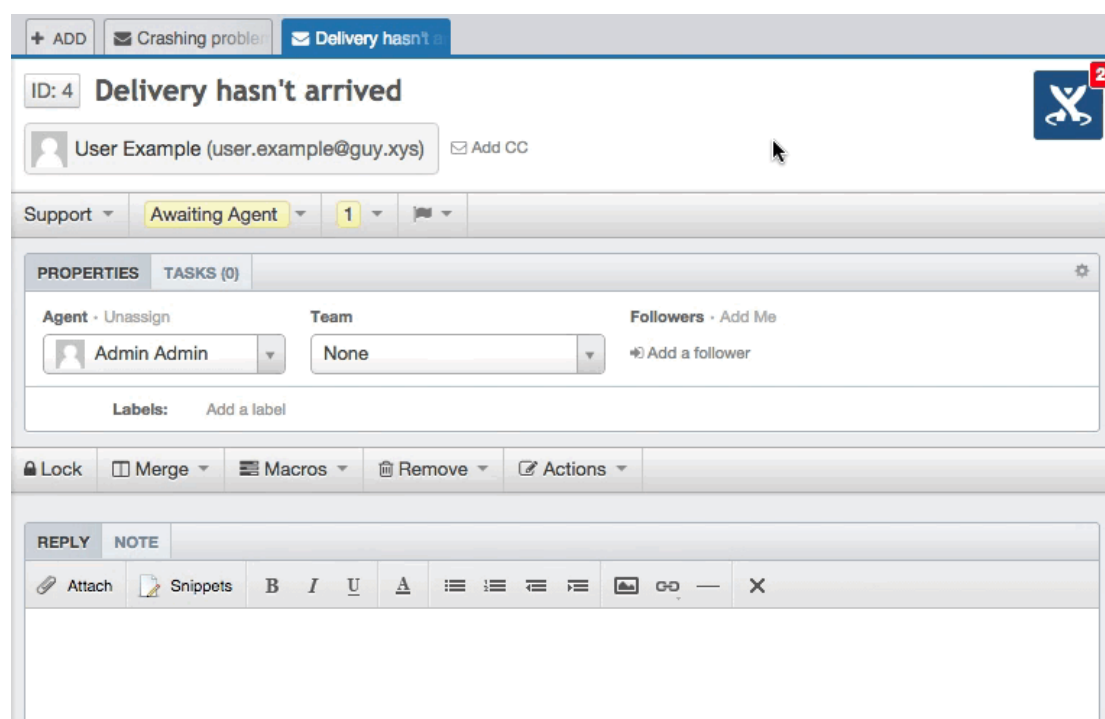 + ADD Crashing problem Delivery hasn't a
ID: 4 Delivery hasn't arrived 2
User Example (user.example@guy.xys) Add CC
Support Awaiting Agent 1
PROPERTIES TASKS (0)
Agent · Unassign Team Followers · Add Me
Admin Admin None Add a follower
Labels: Add a label
Lock Merge Macros Remove Actions
REPLY NOTE
Attach Snippets B I U A